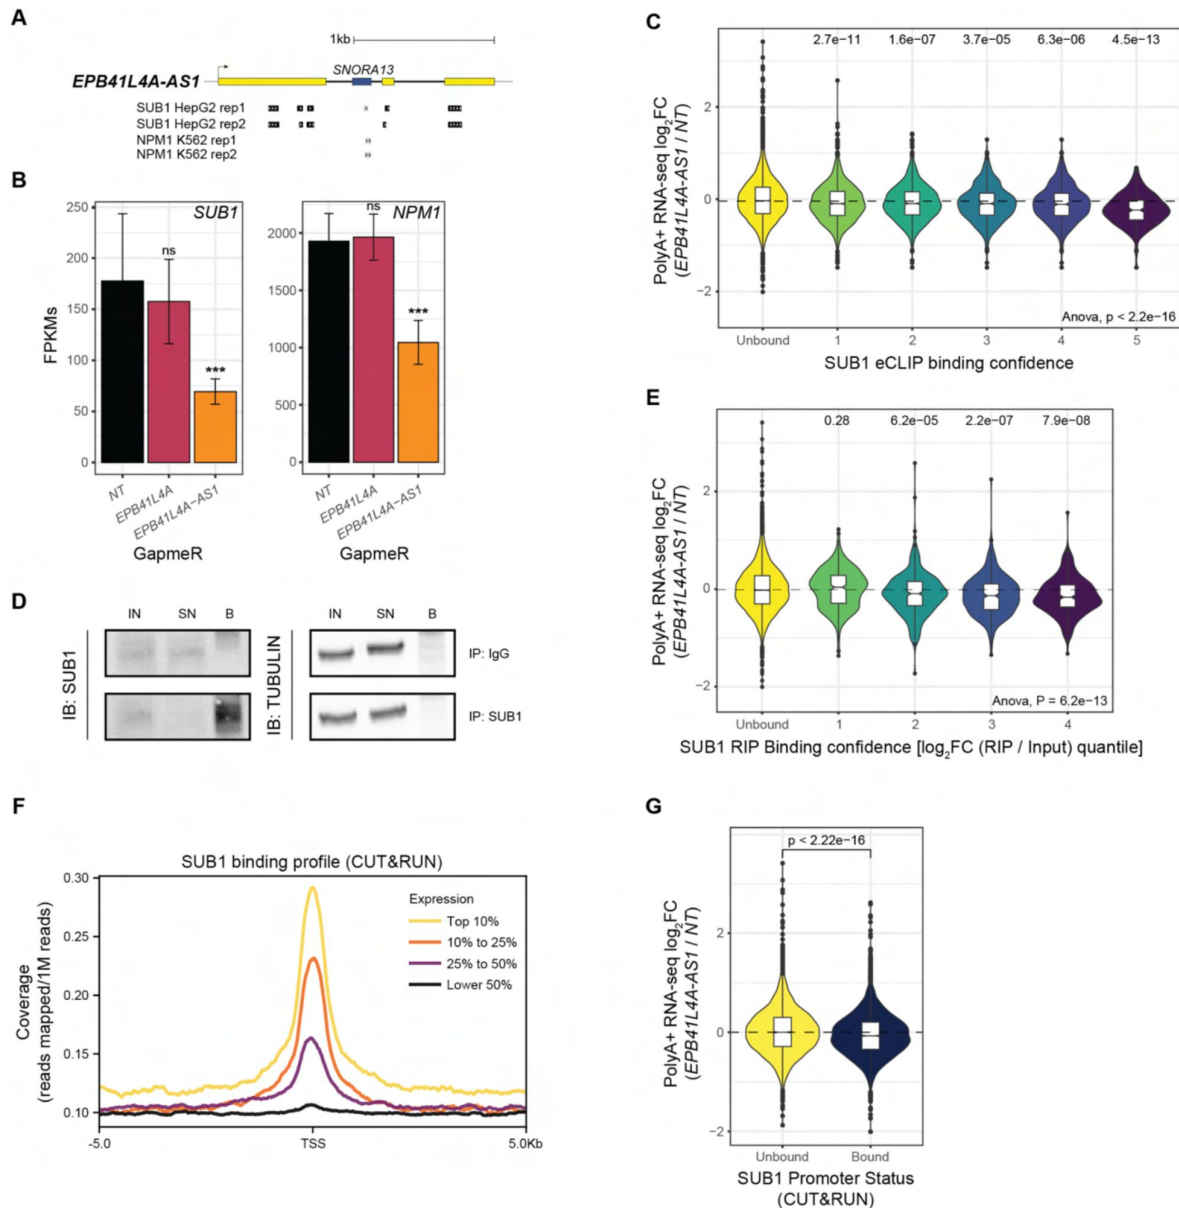 A
1kb
SNORA13
EPB41L4A-AS1
SUB1 HepG2 rep1
SUB1 HepG2 rep2
NPM1 K562 rep1
NPM1 K562 rep2
B
SUB1
NPM1
250
200
150
100
50
0
2000
1500
1000
500
0
FPKMs
ns
***
ns
***
NT
EPB41L4A
EPB41L4A-AS1
NT
EPB41L4A
EPB41L4A-AS1
GapmeR
GapmeR
C
2.7e-11 1.6e-07 3.7e-05 6.3e-06 4.5e-13
2
0
-2
PolyA+ RNA-seq log₂FC
(EPB41L4A-AS1 / NT)
Anova, p < 2.2e-16
Unbound 1 2 3 4 5
SUB1 eCLIP binding confidence
D
IN SN B
IN SN B
IB: SUB1
IB: TUBULIN
IP: IgG
IP: SUB1
E
0.28 6.2e-05 2.2e-07 7.9e-08
2
0
-2
PolyA+ RNA-seq log₂FC
(EPB41L4A-AS1 / NT)
Anova, P = 6.2e-13
Unbound 1 2 3 4
SUB1 RIP Binding confidence [log₂FC (RIP / Input) quantile]
F
SUB1 binding profile (CUT&RUN)
0.30
0.25
0.20
0.15
0.10
Coverage
(reads mapped/1M reads)
Expression
Top 10%
10% to 25%
25% to 50%
Lower 50%
-5.0 TSS 5.0Kb
G
p < 2.22e-16
2
0
-2
PolyA+ RNA-seq log₂FC
(EPB41L4A-AS1 / NT)
Unbound Bound
SUB1 Promoter Status
(CUT&RUN)